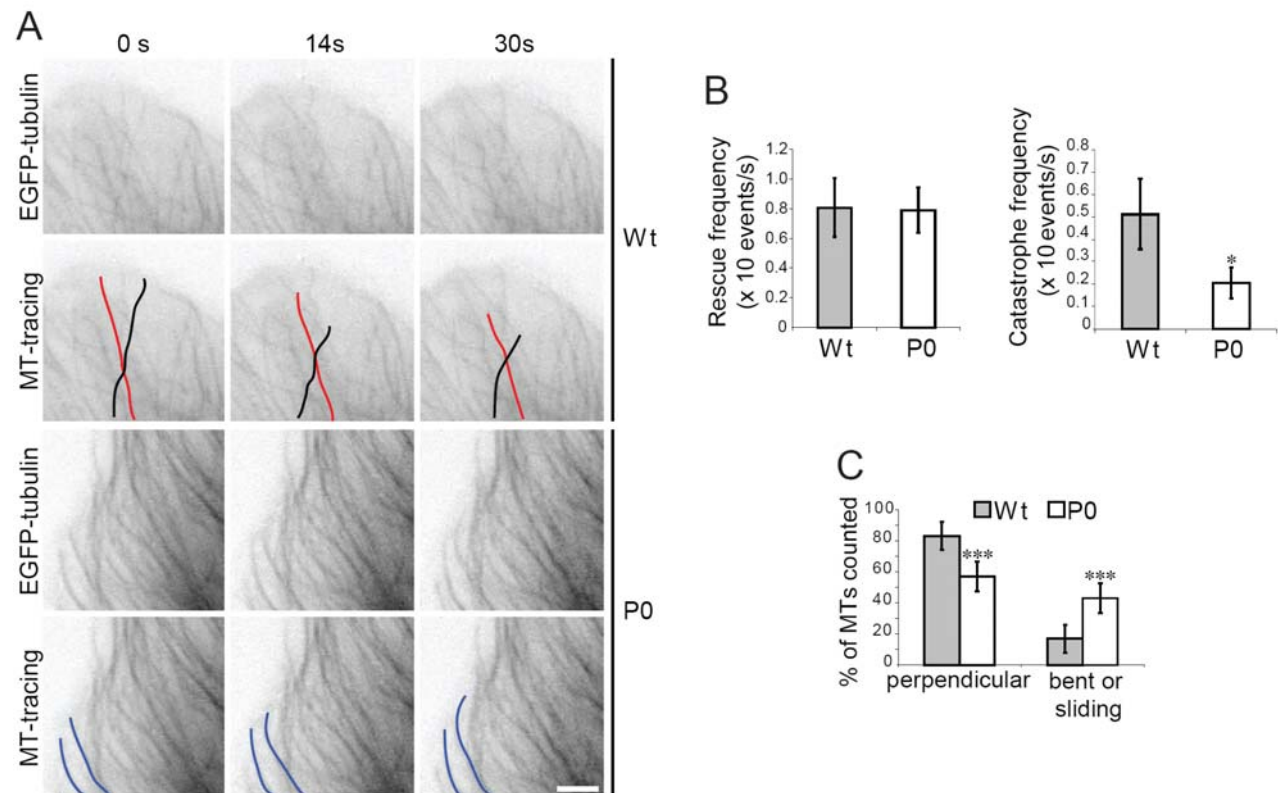 A
0 s 14s 30s
EGFP-tubulin
MT-tracing
Wt
EGFP-tubulin
MT-tracing
P0
B
Rescue frequency
(x 10 events/s)
1.2
1.0
0.8
0.6
0.4
0.2
0
Wt P0
Catastrophe frequency
(x 10 events/s)
0.8
0.7
0.6
0.5
0.4
0.3
0.2
0.1
0
*
Wt P0
C
% of MTs counted
100
80
60
40
20
0
Wt P0
***
***
perpendicular
bent or
sliding